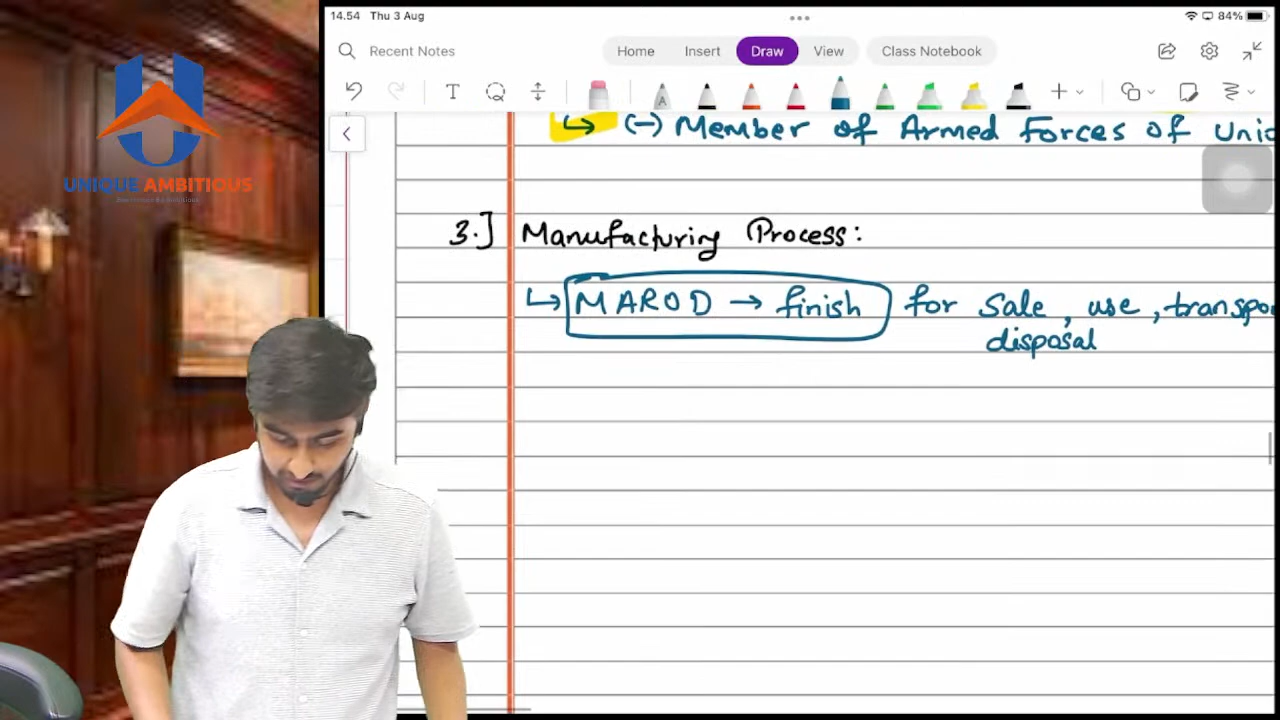 14.54 Thu 3 Aug
84%
Recent Notes
Home Insert Draw View Class Notebook
T
A
UNIQUE AMBITIOUS
↳ (-) Member of Armed Forces of
3.] Manufacturing Process:
↳ MAROD → finish for Sale, use,
disposal